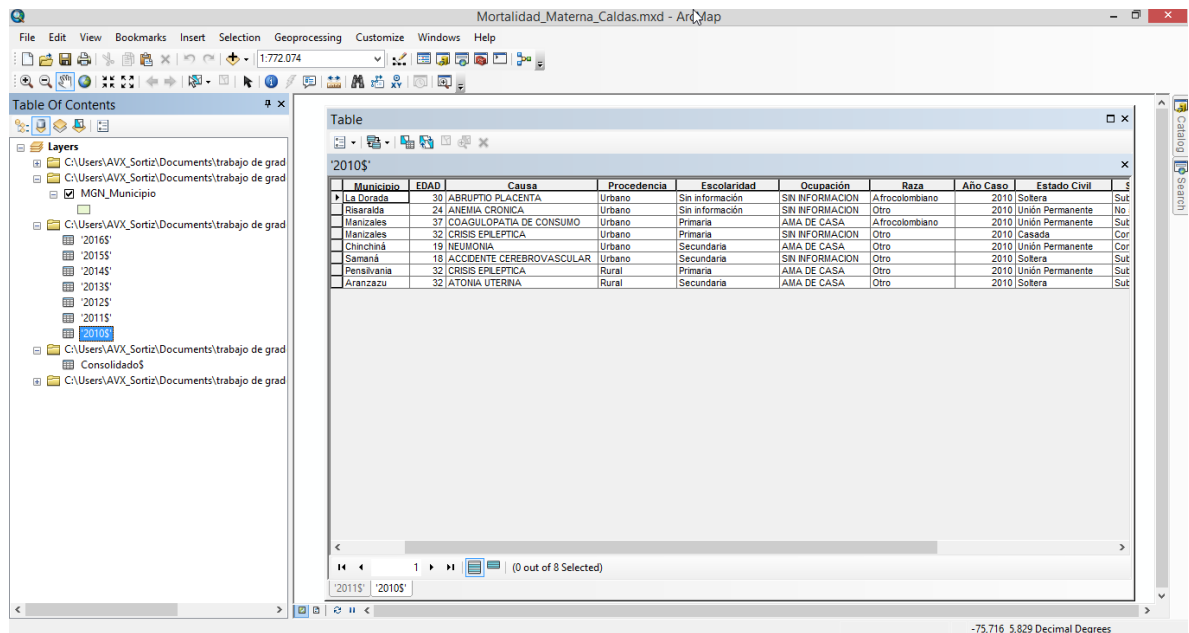 Mortalidad_Materna_Caldas.mxd - ArcMap
File Edit View Bookmarks Insert Selection Geoprocessing Customize Windows Help
1:772.074
Table Of Contents
Layers
C:\Users\AVX_Sortiz\Documents\trabajo de grad
C:\Users\AVX_Sortiz\Documents\trabajo de grad
MGN_Municipio
C:\Users\AVX_Sortiz\Documents\trabajo de grad
'2016$'
'2015$'
'2014$'
'2013$'
'2012$'
'2011$'
'2010$'
C:\Users\AVX_Sortiz\Documents\trabajo de grad
Consolidado$
C:\Users\AVX_Sortiz\Documents\trabajo de grad
Table
'2010$'
Municipio EDAD Causa Procedencia Escolaridad Ocupación Raza Año Caso Estado Civil S
La Dorada 30 ABRUPTIO PLACENTA Urbano Sin información SIN INFORMACION Afrocolombiano 2010 Soltera Sub
Risaralda 24 ANEMIA CRONICA Urbano Sin información SIN INFORMACION Otro 2010 Unión Permanente No
Manizales 37 COAGULOPATIA DE CONSUMO Urbano Primaria AMA DE CASA Afrocolombiano 2010 Unión Permanente Sub
Manizales 32 CRISIS EPILEPTICA Urbano Primaria SIN INFORMACION Otro 2010 Casada Con
Chinchiná 19 NEUMONIA Urbano Secundaria AMA DE CASA Otro 2010 Unión Permanente Con
Samaná 18 ACCIDENTE CEREBROVASCULAR Urbano Secundaria SIN INFORMACION Otro 2010 Soltera Sub
Pensilvania 32 CRISIS EPILEPTICA Rural Primaria AMA DE CASA Otro 2010 Unión Permanente Sub
Aranzazu 32 ATONIA UTERINA Rural Secundaria AMA DE CASA Otro 2010 Soltera Sub
1 (0 out of 8 Selected)
'2011$' '2010$'
Catalog
Search
-75,716 5,829 Decimal Degrees